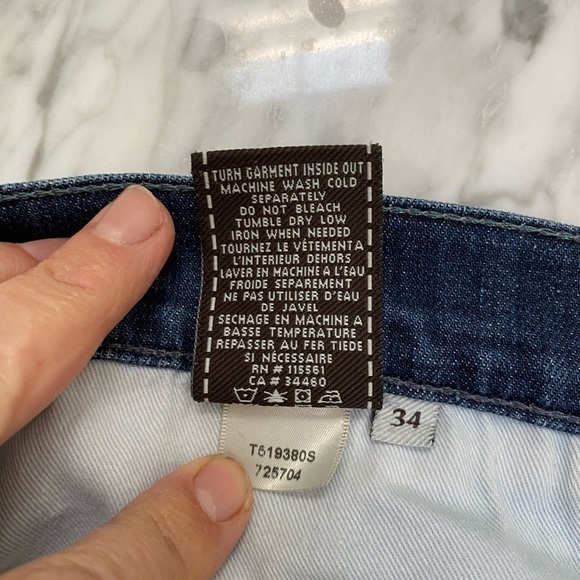 TURN GARMENT INSIDE OUT
MACHINE WASH COLD
SEPARATELY
DO NOT BLEACH
TUMBLE DRY LOW
IRON WHEN NEEDED
TOURNEZ LE VÉTEMENT A
L'INTERIEUR DEHORS
LAVER EN MACHINE A L'EAU
FROIDE SEPAREMENT
NE PAS UTILISER D'EAU
DE JAVEL
SECHAGE EN MACHINE A
BASSE TEMPERATURE
REPASSER AU FER TIEDE
SI NÉCESSAIRE
RN # 115561
CA # 34460
34
T519380S
725704